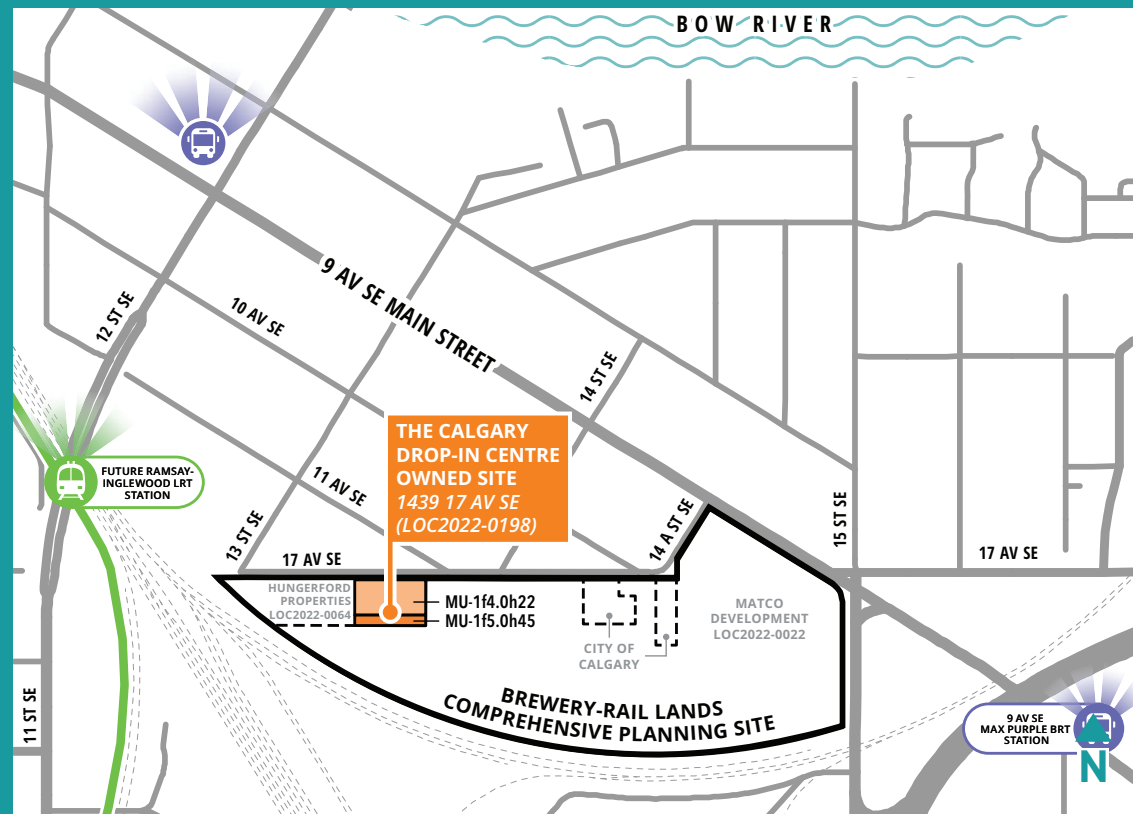 BOW RIVER
9 AV SE MAIN STREET
12 ST SE
10 AV SE
14 ST SE
THE CALGARY
DROP-IN CENTRE
OWNED SITE
1439 17 AV SE
(LOC2022-0198)
FUTURE RAMSAY-
INGLEWOOD LRT
STATION
11 AV SE
13 ST SE
14 A ST SE
15 ST SE
17 AV SE
17 AV SE
HUNGERFORD
PROPERTIES
LOC2022-0064
MU-1f4.0h22
MU-1f5.0h45
MATCO
DEVELOPMENT
LOC2022-0022
CITY OF
CALGARY
BREWERY-RAIL LANDS
COMPREHENSIVE PLANNING SITE
11 ST SE
9 AV SE
MAX PURPLE BRT
STATION
N